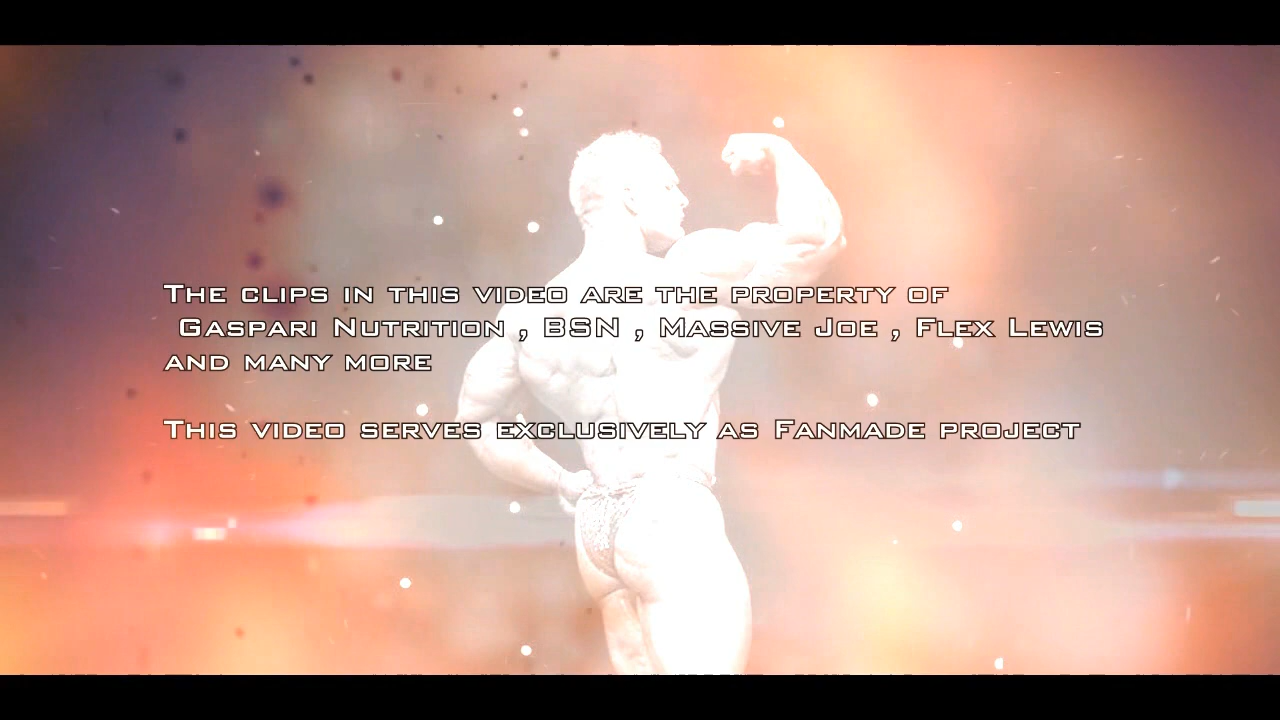 The clips in this video are the property of
Gaspari Nutrition , BSN , Massive Joe , Flex Lewis
and many more
This video serves exclusively as Fanmade project